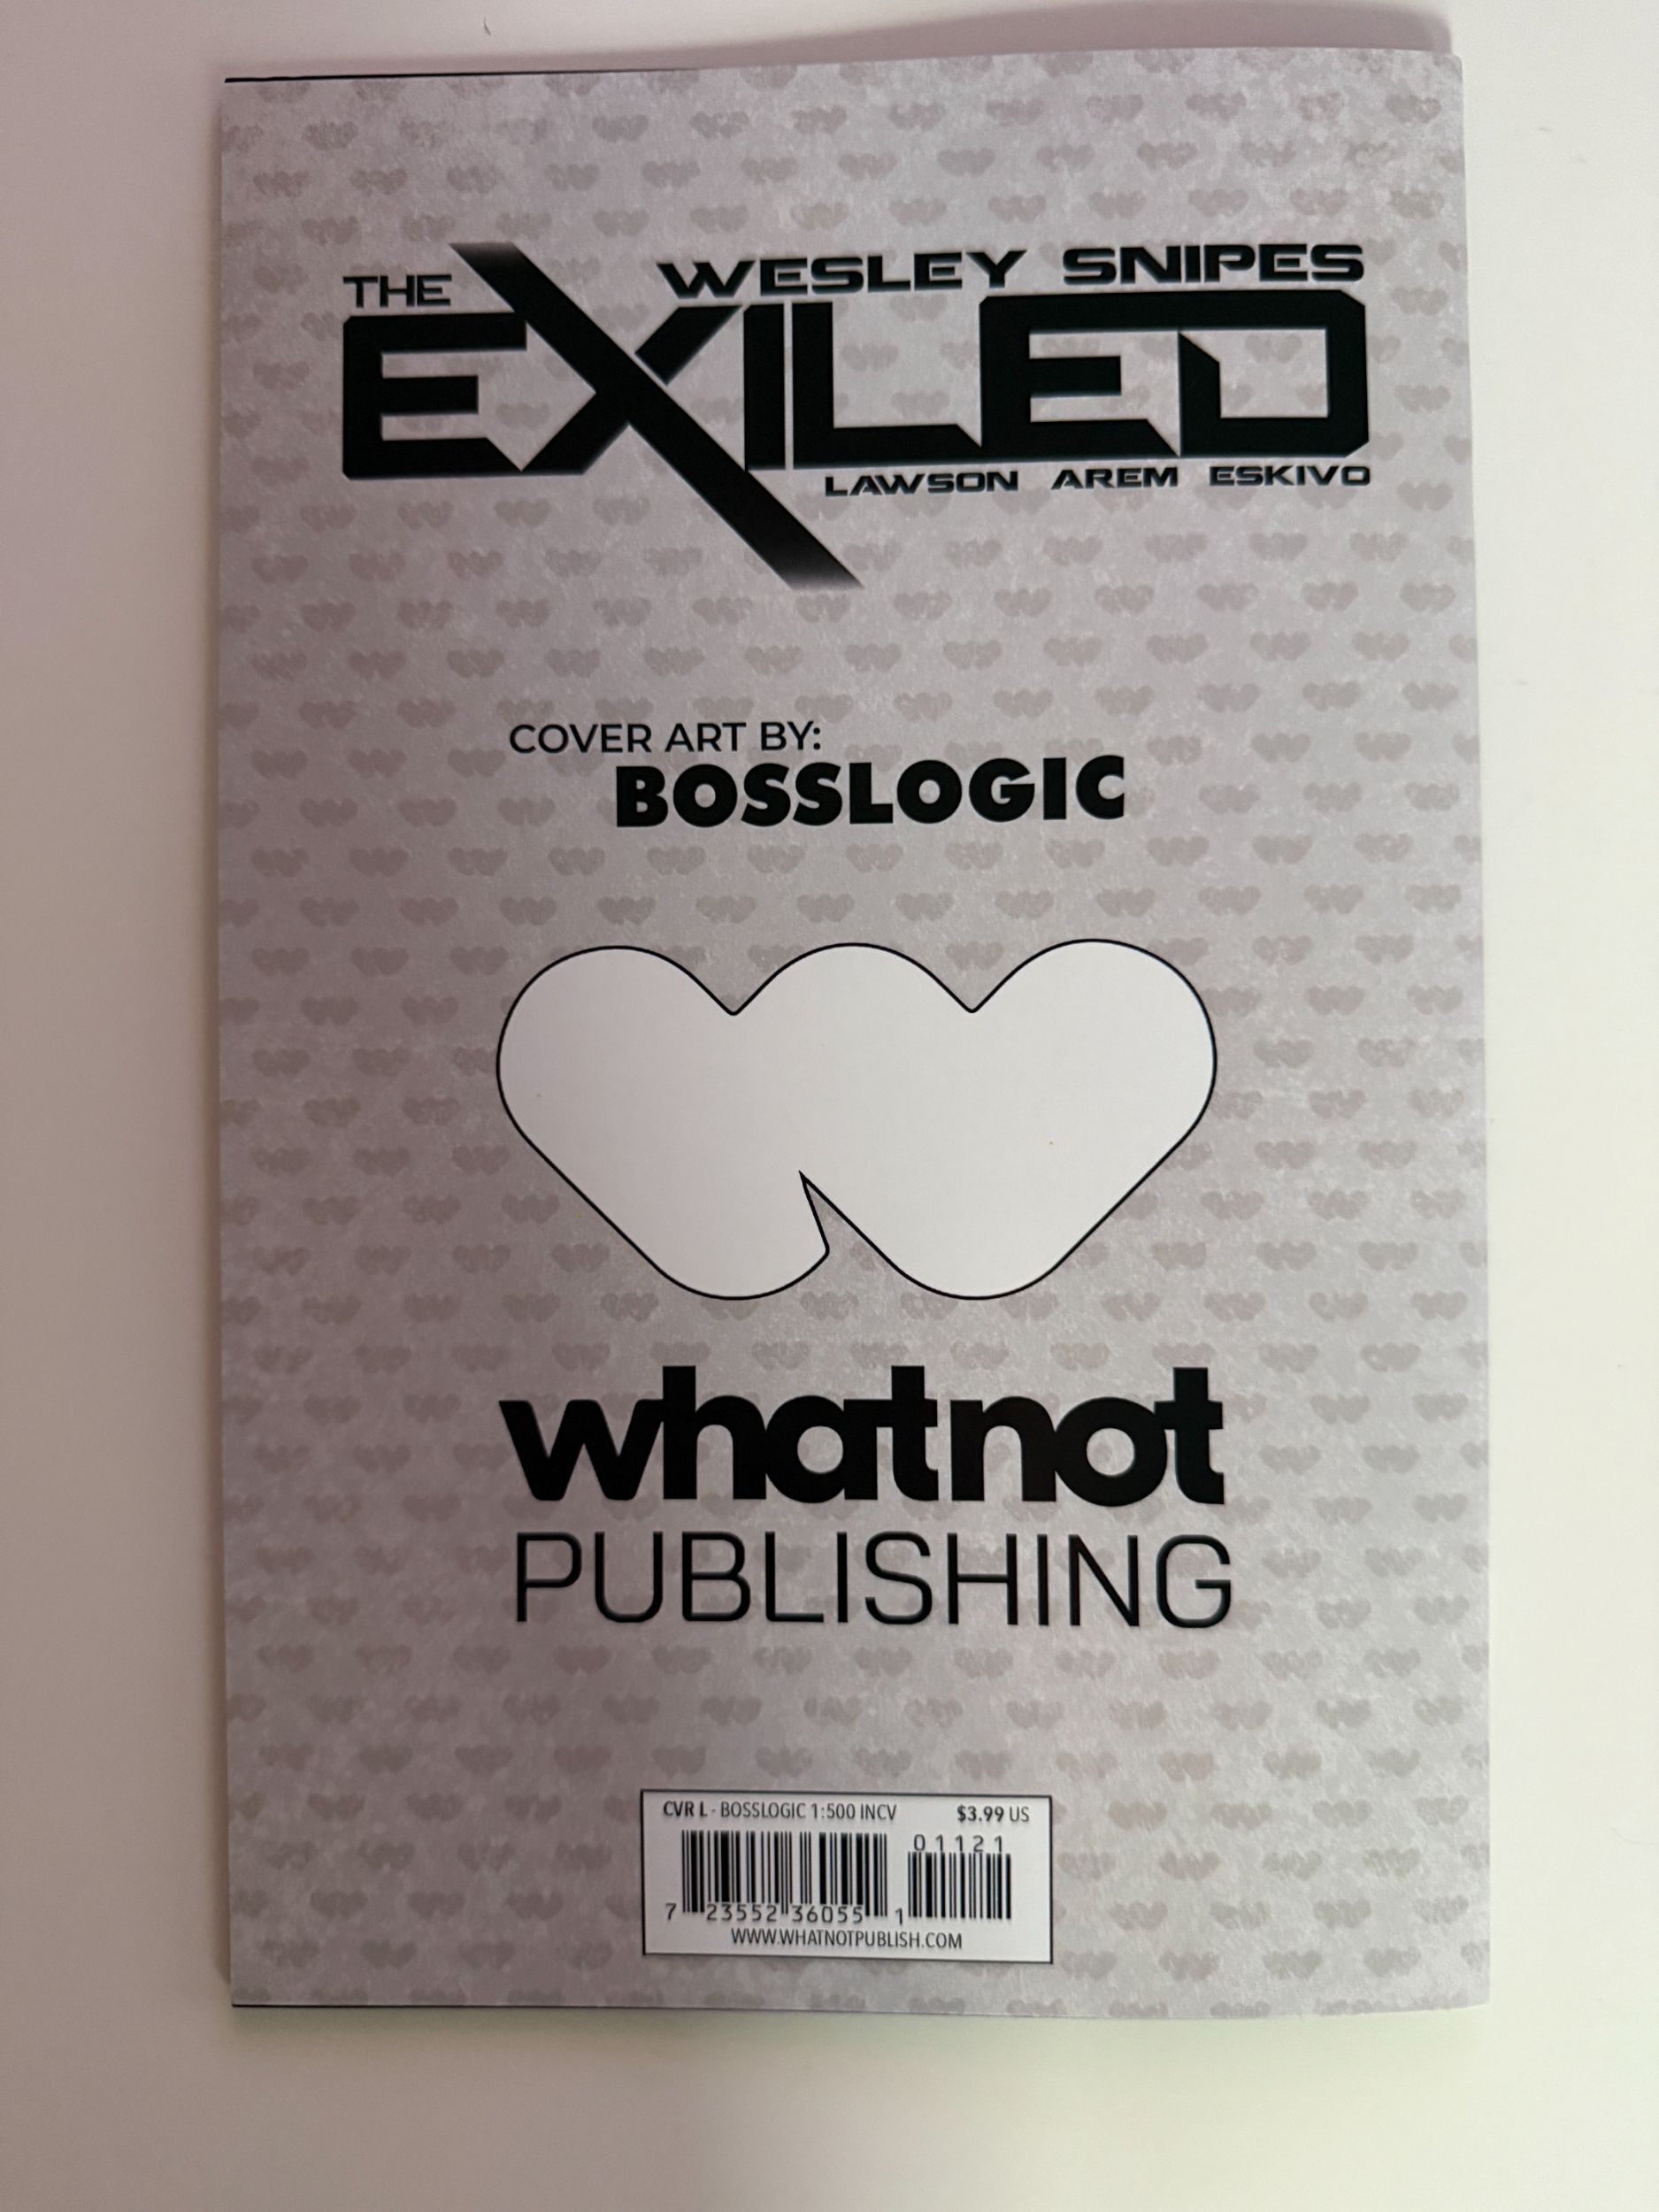 THE WESLEY SNIPES
EXILED
LAWSON AREM ESKIVO
COVER ART BY:
BOSSLOGIC
whatnot
PUBLISHING
CVR L - BOSSLOGIC 1:500 INCV $3.99 US
01121
7 23552 36055 1
WWW.WHATNOTPUBLISH.COM